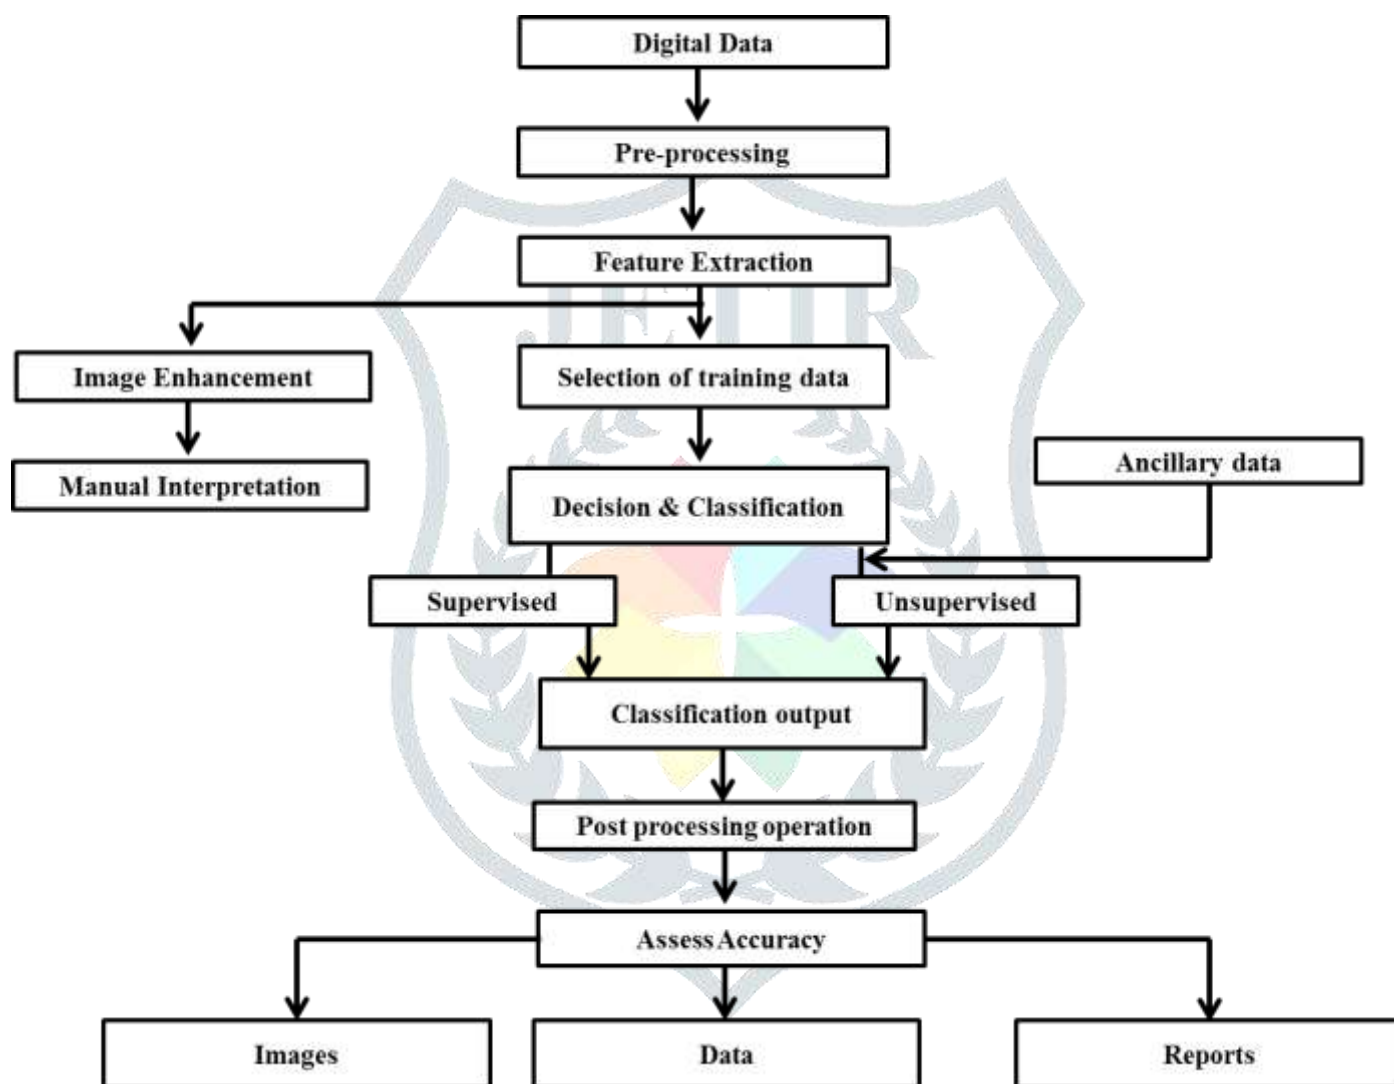 Digital Data
Pre-processing
Feature Extraction
JETIR
Image Enhancement
Selection of training data
Manual Interpretation
Ancillary data
Decision & Classification
Supervised
Unsupervised
Classification output
Post processing operation
Assess Accuracy
Images
Data
Reports